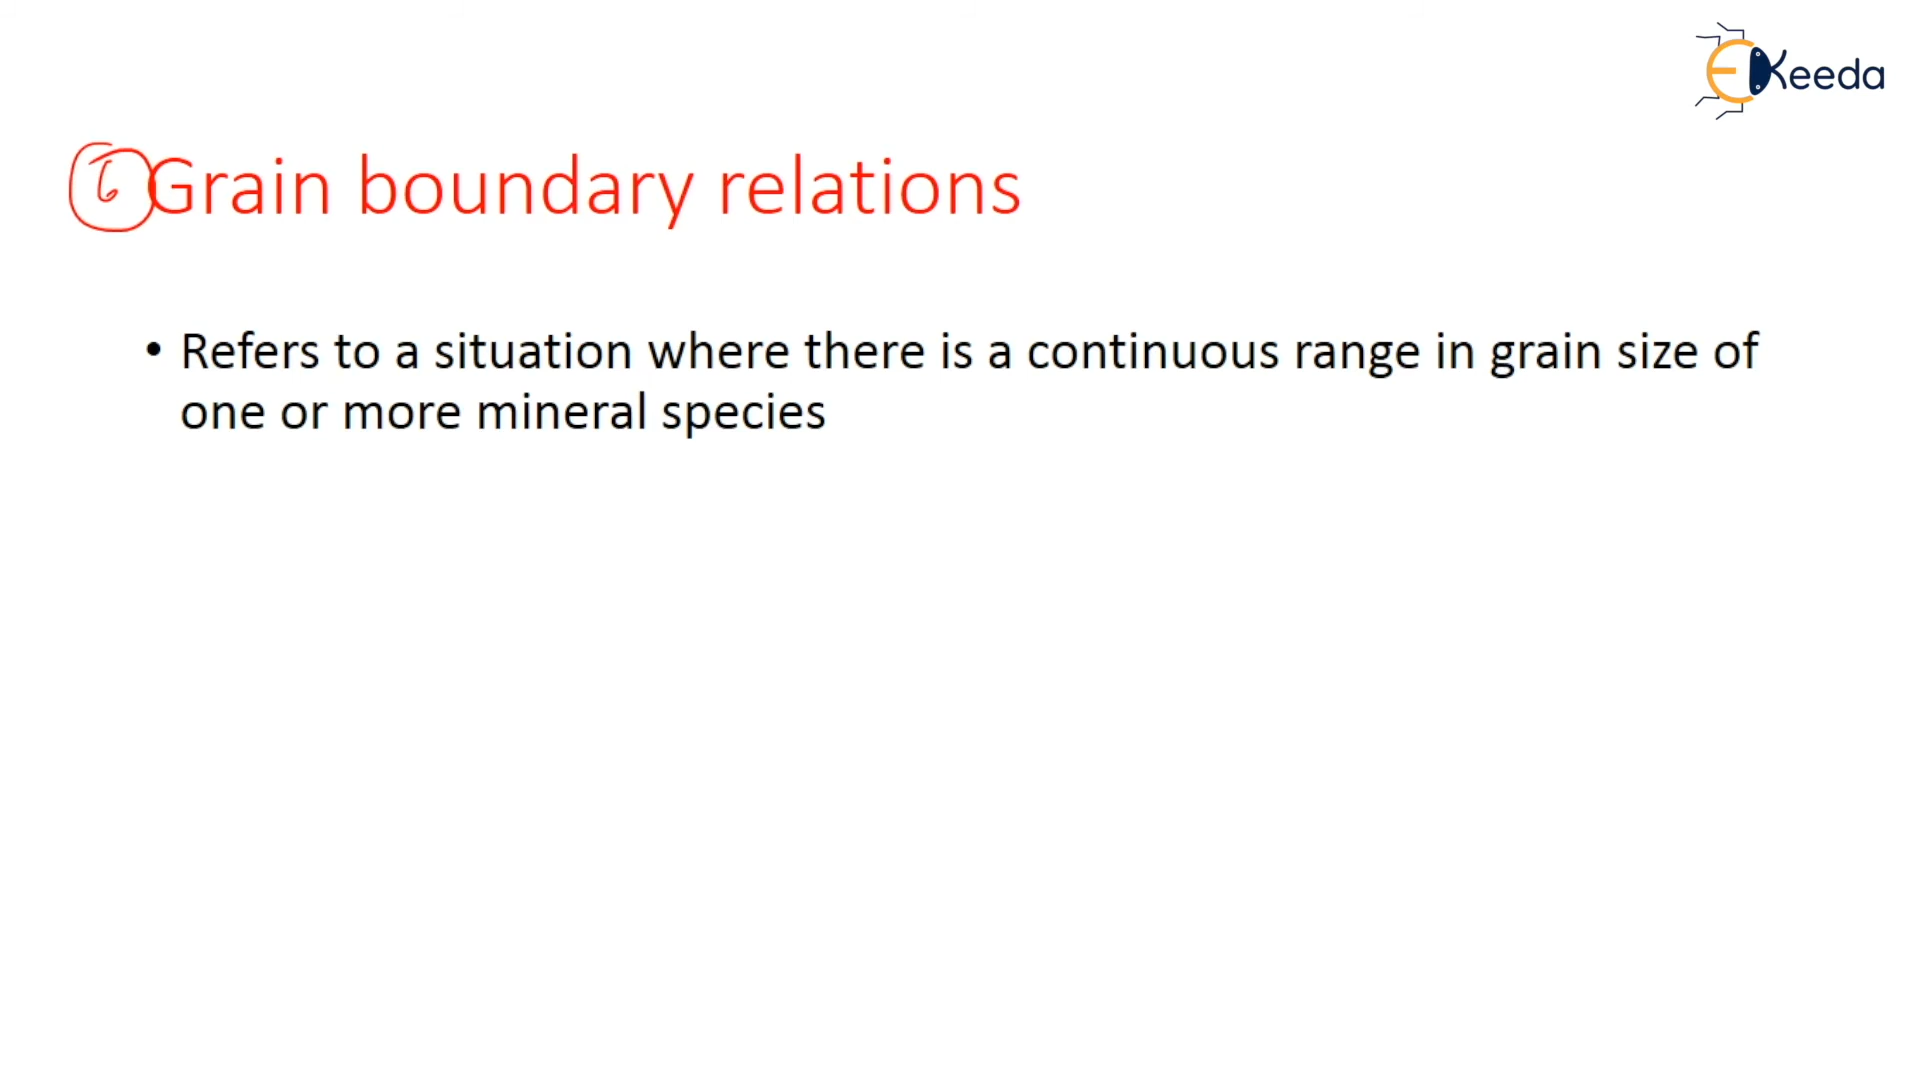 EKeeda
6 Grain boundary relations
• Refers to a situation where there is a continuous range in grain size of
one or more mineral species